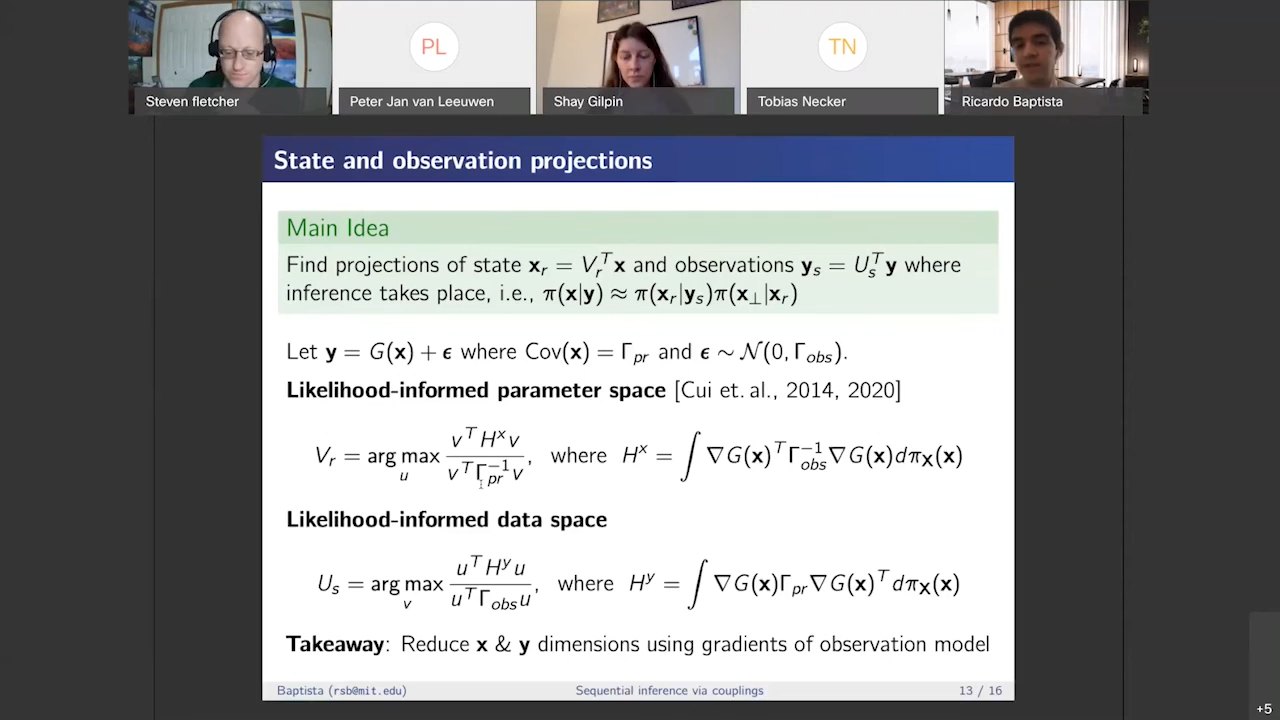 PL
TN
Steven fletcher
Peter Jan van Leeuwen
Shay Gilpin
Tobias Necker
Ricardo Baptista
State and observation projections
Main Idea
Find projections of state x_r = V_r^T x and observations y_s = U_s^T y where
inference takes place, i.e., π(x|y) ≈ π(x_r|y_s)π(x_⊥|x_r)
Let y = G(x) + ϵ where Cov(x) = Γ_pr and ϵ ∼ N(0, Γ_obs).
Likelihood-informed parameter space [Cui et. al., 2014, 2020]
V_r = arg max_u (v^T H^x v)/(v^T Γ_pr^{-1} v), where H^x = ∫ ∇G(x)^T Γ_obs^{-1} ∇G(x)dπ_X(x)
Likelihood-informed data space
U_s = arg max_v (u^T H^y u)/(u^T Γ_obs u), where H^y = ∫ ∇G(x)Γ_pr ∇G(x)^T dπ_X(x)
Takeaway: Reduce x & y dimensions using gradients of observation model
Baptista (rsb@mit.edu) Sequential inference via couplings 13 / 16
+5